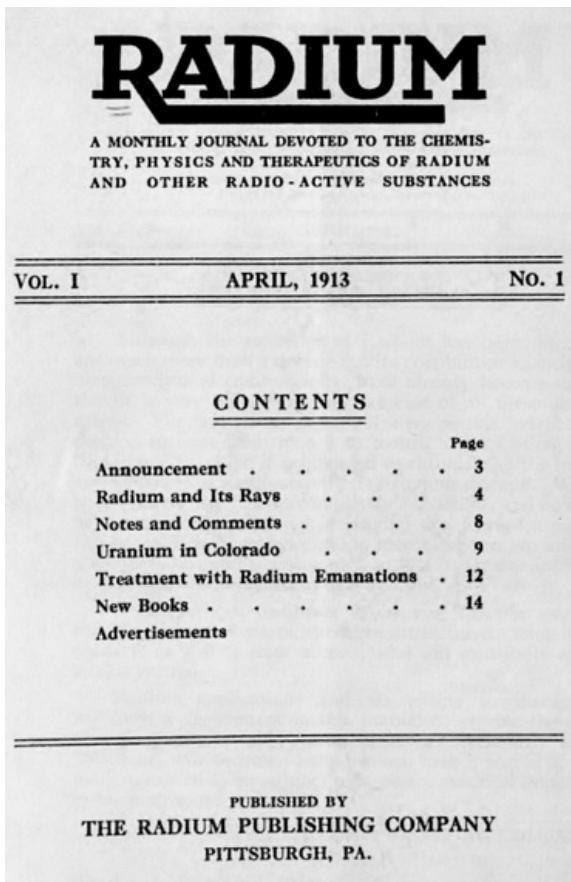 RADIUM
A MONTHLY JOURNAL DEVOTED TO THE CHEMIS-
TRY, PHYSICS AND THERAPEUTICS OF RADIUM
AND OTHER RADIO-ACTIVE SUBSTANCES
VOL. I APRIL, 1913 No. 1
CONTENTS
Page
Announcement . 3
Radium and Its Rays . . . . 4
Notes and Comments . . . . . 8
Uranium in Colorado . . . . 9
Treatment with Radium Emanations . 12
New Books . . . . . . 14
Advertisements
PUBLISHED BY
THE RADIUM PUBLISHING COMPANY
PITTSBURGH, PA.